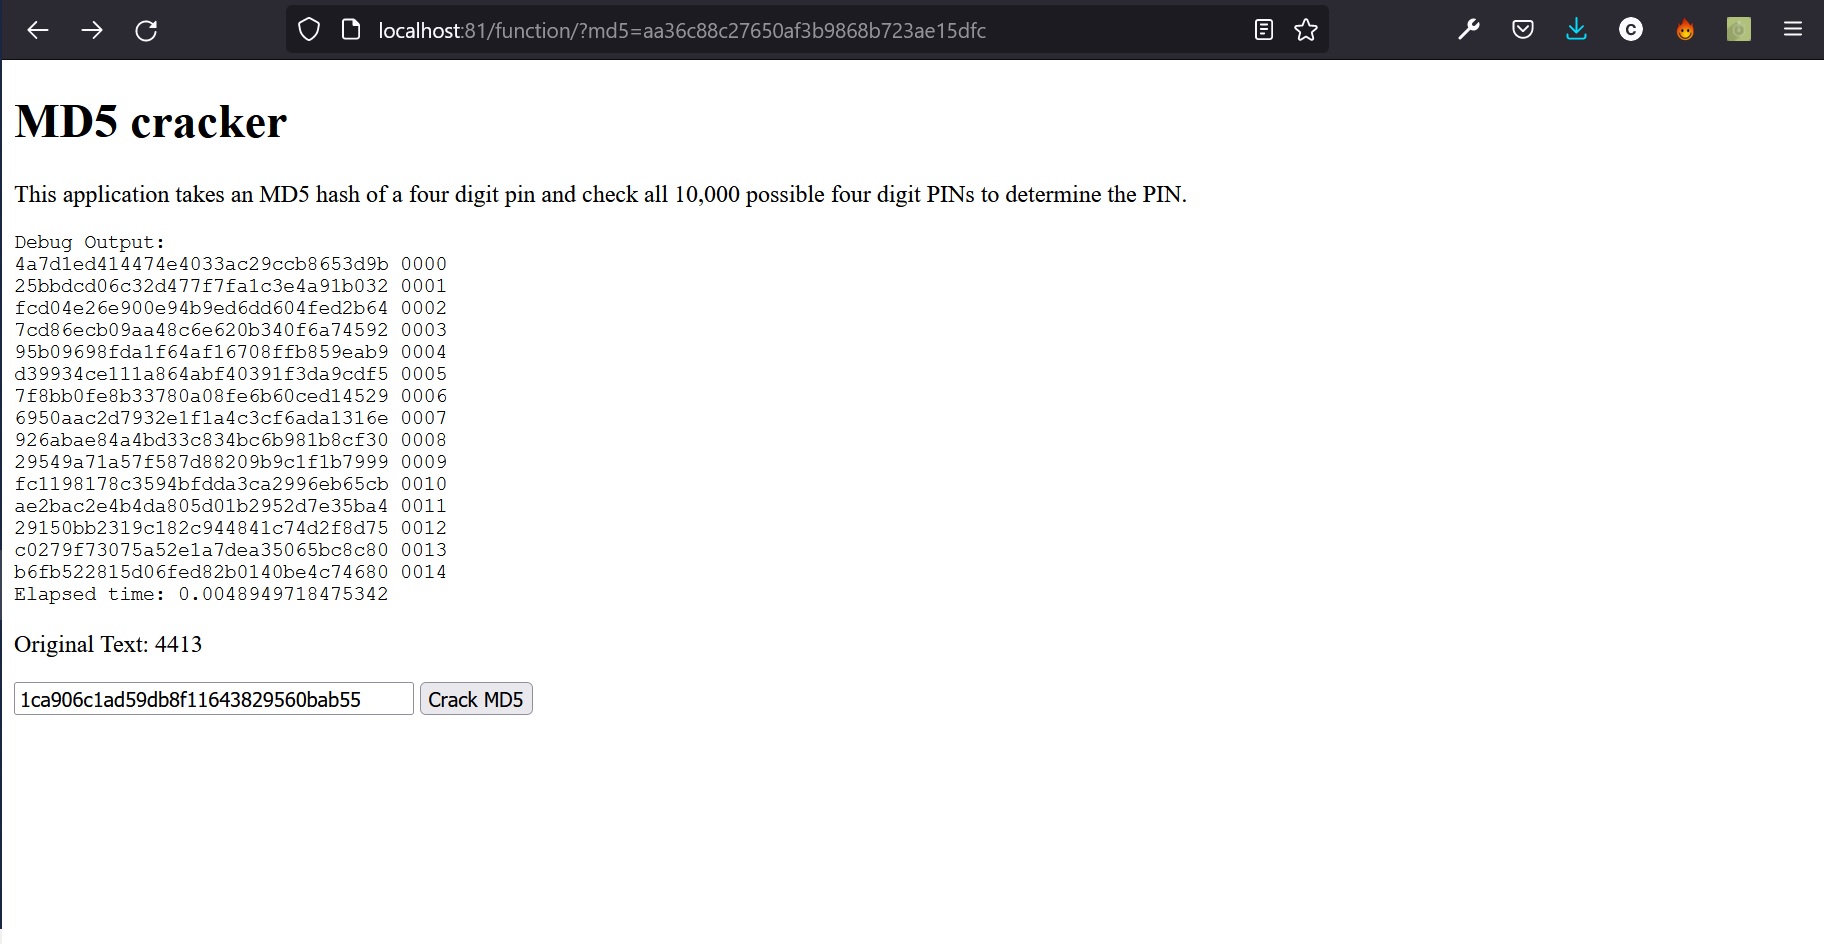 localhost:81/function/?md5=aa36c88c27650af3b9868b723ae15dfc
C
MD5 cracker
This application takes an MD5 hash of a four digit pin and check all 10,000 possible four digit PINs to determine the PIN.
Debug Output:
4a7d1ed414474e4033ac29ccb8653d9b 0000
25bbdcd06c32d477f7fa1c3e4a91b032 0001
fcd04e26e900e94b9ed6dd604fed2b64 0002
7cd86ecb09aa48c6e620b340f6a74592 0003
95b09698fda1f64af16708ffb859eab9 0004
d39934ce111a864abf40391f3da9cdf5 0005
7f8bb0fe8b33780a08fe6b60ced14529 0006
6950aac2d7932e1f1a4c3cf6ada1316e 0007
926abae84a4bd33c834bc6b981b8cf30 0008
29549a71a57f587d88209b9c1f1b7999 0009
fc1198178c3594bfdda3ca2996eb65cb 0010
ae2bac2e4b4da805d01b2952d7e35ba4 0011
29150bb2319c182c944841c74d2f8d75 0012
c0279f73075a52e1a7dea35065bc8c80 0013
b6fb522815d06fed82b0140be4c74680 0014
Elapsed time: 0.0048949718475342
Original Text: 4413
1ca906c1ad59db8f11643829560bab55 Crack MD5